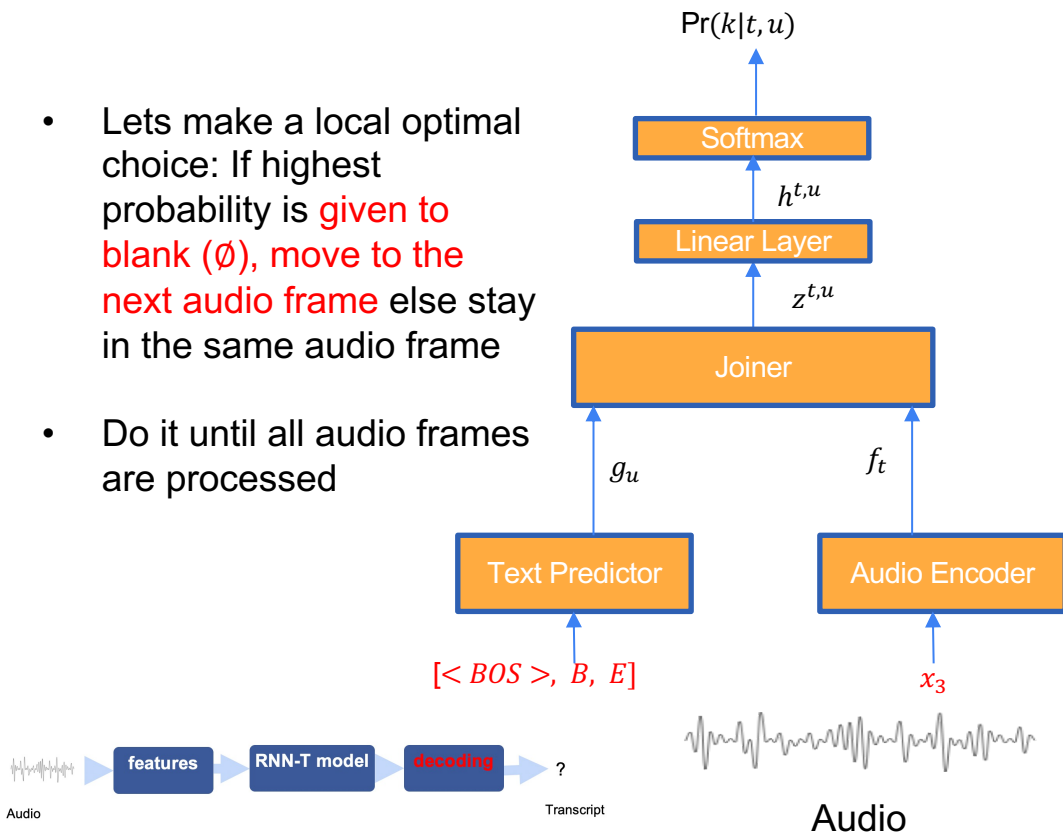 • Lets make a local optimal
choice: If highest
probability is given to
blank (∅), move to the
next audio frame else stay
in the same audio frame
• Do it until all audio frames
are processed
Pr(k|t, u)
Softmax
h^{t,u}
Linear Layer
z^{t,u}
Joiner
g_u
f_t
Text Predictor
Audio Encoder
[< BOS >, B, E]
x_3
Audio
features
RNN-T model
decoding
?
Audio
Transcript